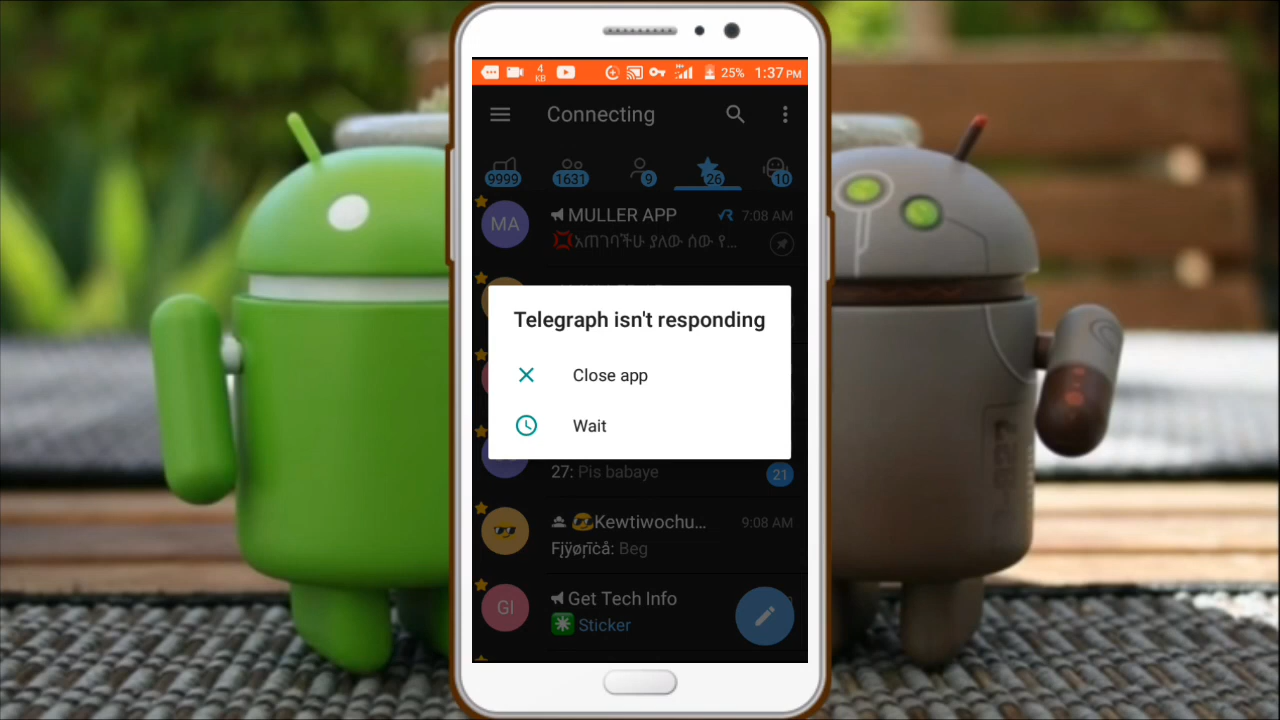 4 KB 25% 1:37 PM
Connecting
9999 1631 9 26 10
MA MULLER APP 7:08 AM
💢አጠገባችሁ ያለው ሰው የ...
Telegraph isn't responding
Close app
Wait
27: Pis babaye 21
😎Kewtiwochu... 9:08 AM
Fįÿørïċå: Beg
GI Get Tech Info
Sticker